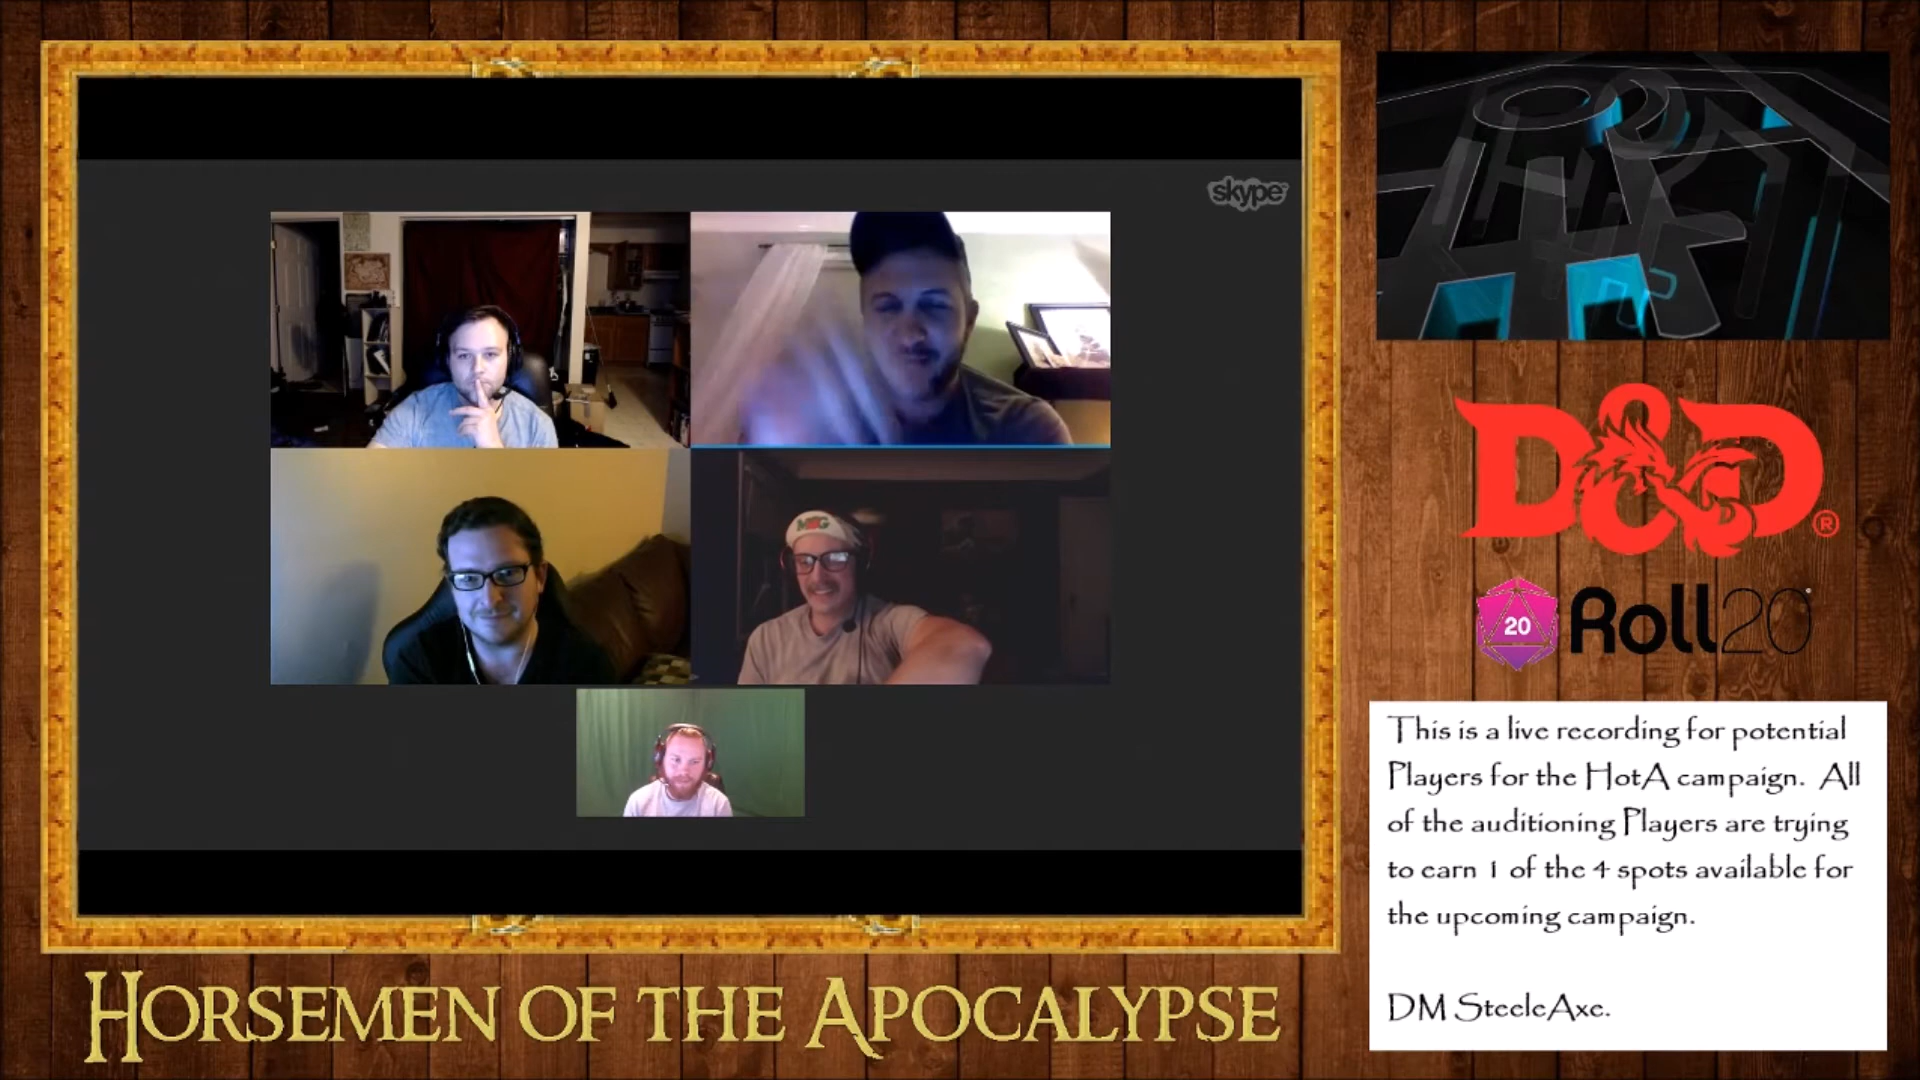 skype
M G
D&D®
20
Roll20
This is a live recording for potential
Players for the HotA campaign. All
of the auditioning Players are trying
to earn 1 of the 4 spots available for
the upcoming campaign.
DM SteeleAxe.
HORSEMEN OF THE APOCALYPSE